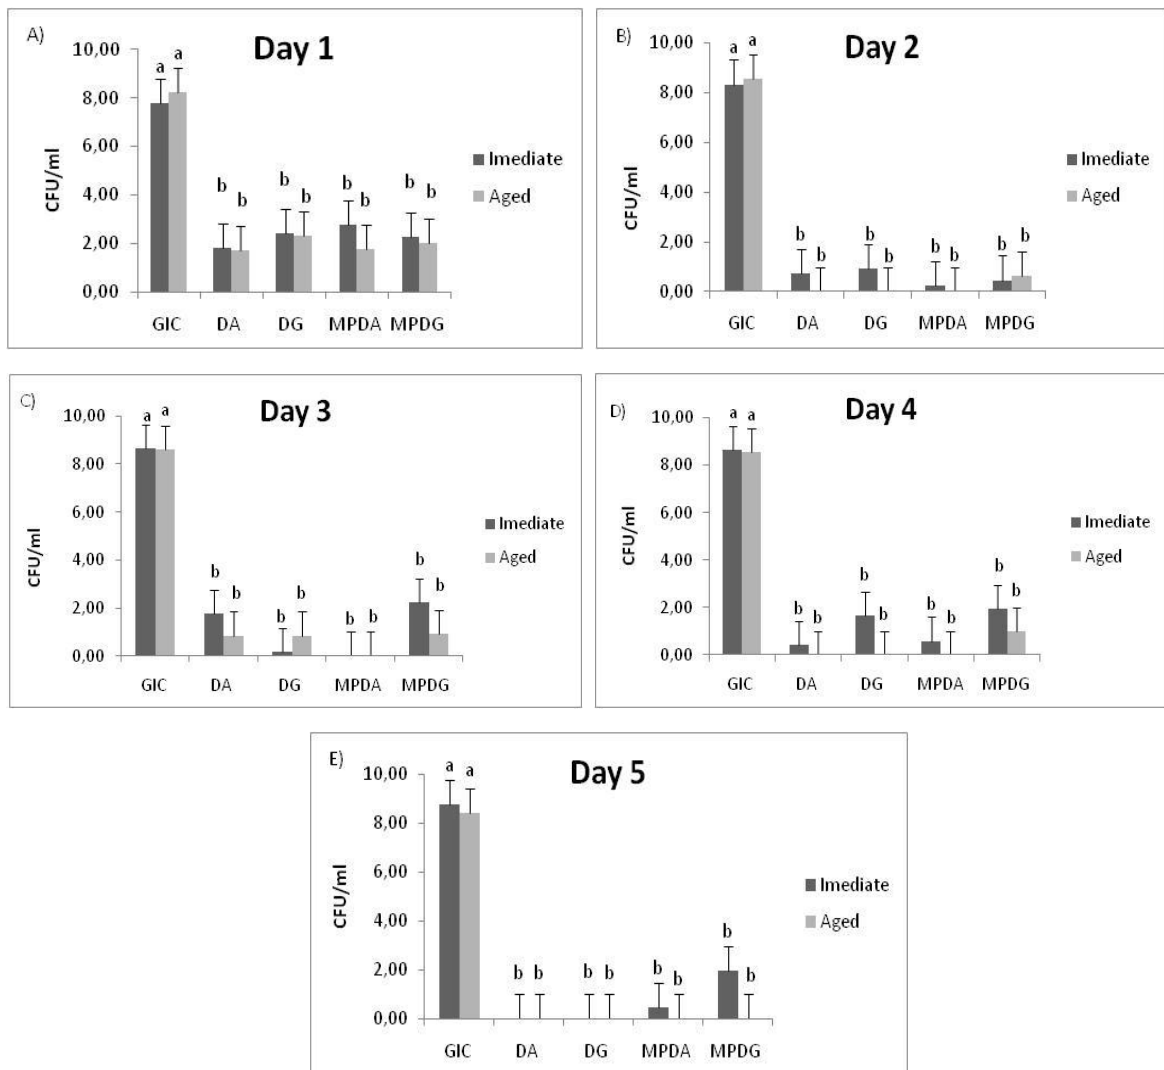 A)
Day 1
10,00
8,00
6,00
4,00
2,00
0,00
CFU/ml
a a
b b b b b b b b
GIC DA DG MPDA MPDG
Imediate
Aged
B)
Day 2
10,00
8,00
6,00
4,00
2,00
0,00
CFU/ml
a a
b b b b b b b b
GIC DA DG MPDA MPDG
Imediate
Aged
C)
Day 3
10,00
8,00
6,00
4,00
2,00
0,00
CFU/ml
a a
b b b b b b b b
GIC DA DG MPDA MPDG
Imediate
Aged
D)
Day 4
10,00
8,00
6,00
4,00
2,00
0,00
CFU/ml
a a
b b b b b b b b
GIC DA DG MPDA MPDG
Imediate
Aged
E)
Day 5
10,00
8,00
6,00
4,00
2,00
0,00
CFU/ml
a a
b b b b b b b b
GIC DA DG MPDA MPDG
Imediate
Aged